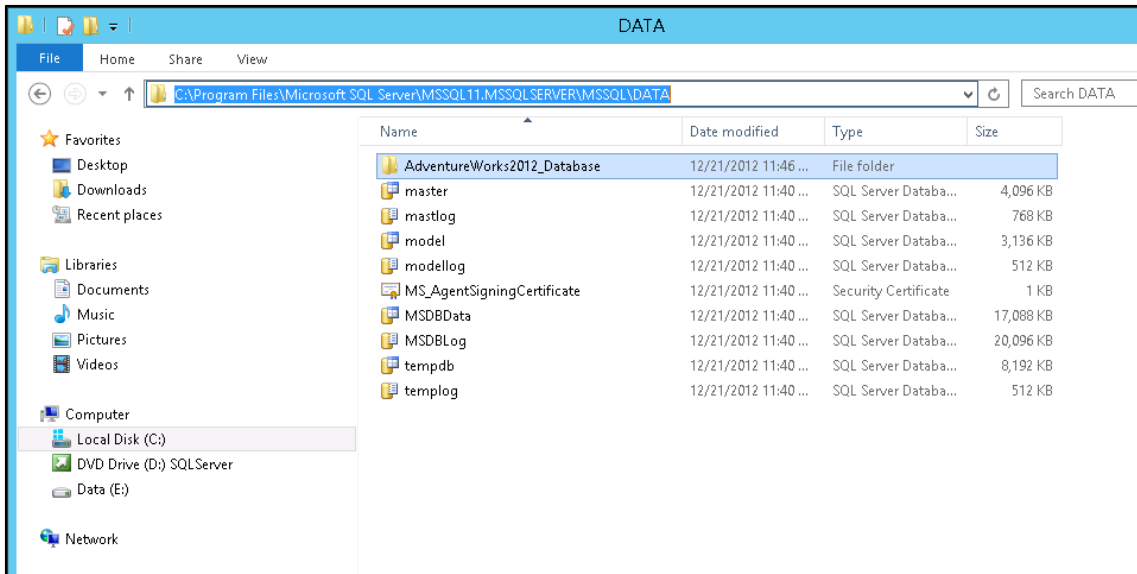 DATA
File Home Share View
C:\Program Files\Microsoft SQL Server\MSSQL11.MSSQLSERVER\MSSQL\DATA
Search DATA
Favorites
Desktop
Downloads
Recent places
Libraries
Documents
Music
Pictures
Videos
Computer
Local Disk (C:)
DVD Drive (D:) SQLServer
Data (E:)
Network
Name Date modified Type Size
AdventureWorks2012_Database 12/21/2012 11:46 ... File folder
master 12/21/2012 11:40 ... SQL Server Databa... 4,096 KB
mastlog 12/21/2012 11:40 ... SQL Server Databa... 768 KB
model 12/21/2012 11:40 ... SQL Server Databa... 3,136 KB
modellog 12/21/2012 11:40 ... SQL Server Databa... 512 KB
MS_AgentSigningCertificate 12/21/2012 11:40 ... Security Certificate 1 KB
MSDBData 12/21/2012 11:40 ... SQL Server Databa... 17,088 KB
MSDBLog 12/21/2012 11:40 ... SQL Server Databa... 20,096 KB
tempdb 12/21/2012 11:40 ... SQL Server Databa... 8,192 KB
templog 12/21/2012 11:40 ... SQL Server Databa... 512 KB